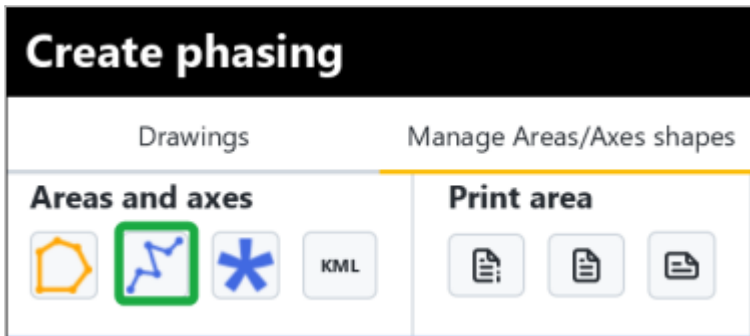 Create phasing
Drawings
Manage Areas/Axes shapes
Areas and axes
Print area
KML